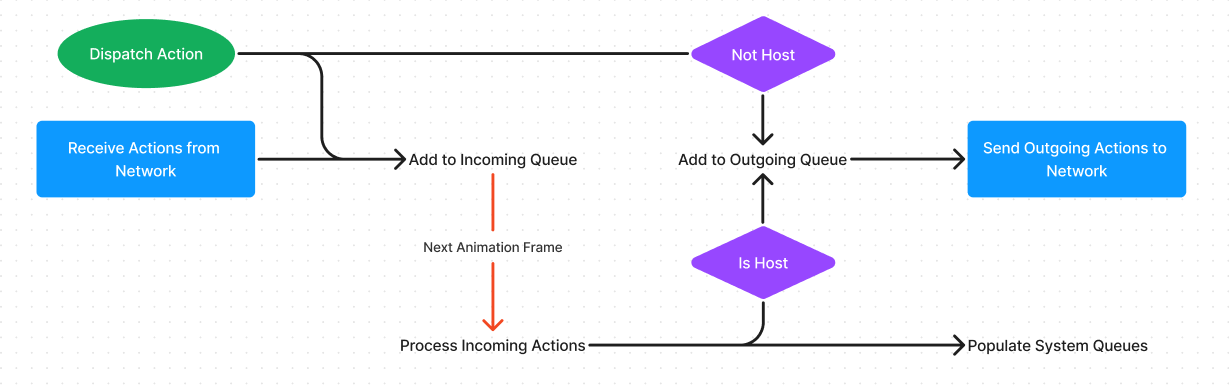 Dispatch Action
Not Host
Receive Actions from
Network
Add to Incoming Queue
Add to Outgoing Queue
Send Outgoing Actions to
Network
Next Animation Frame
Is Host
Process Incoming Actions
Populate System Queues